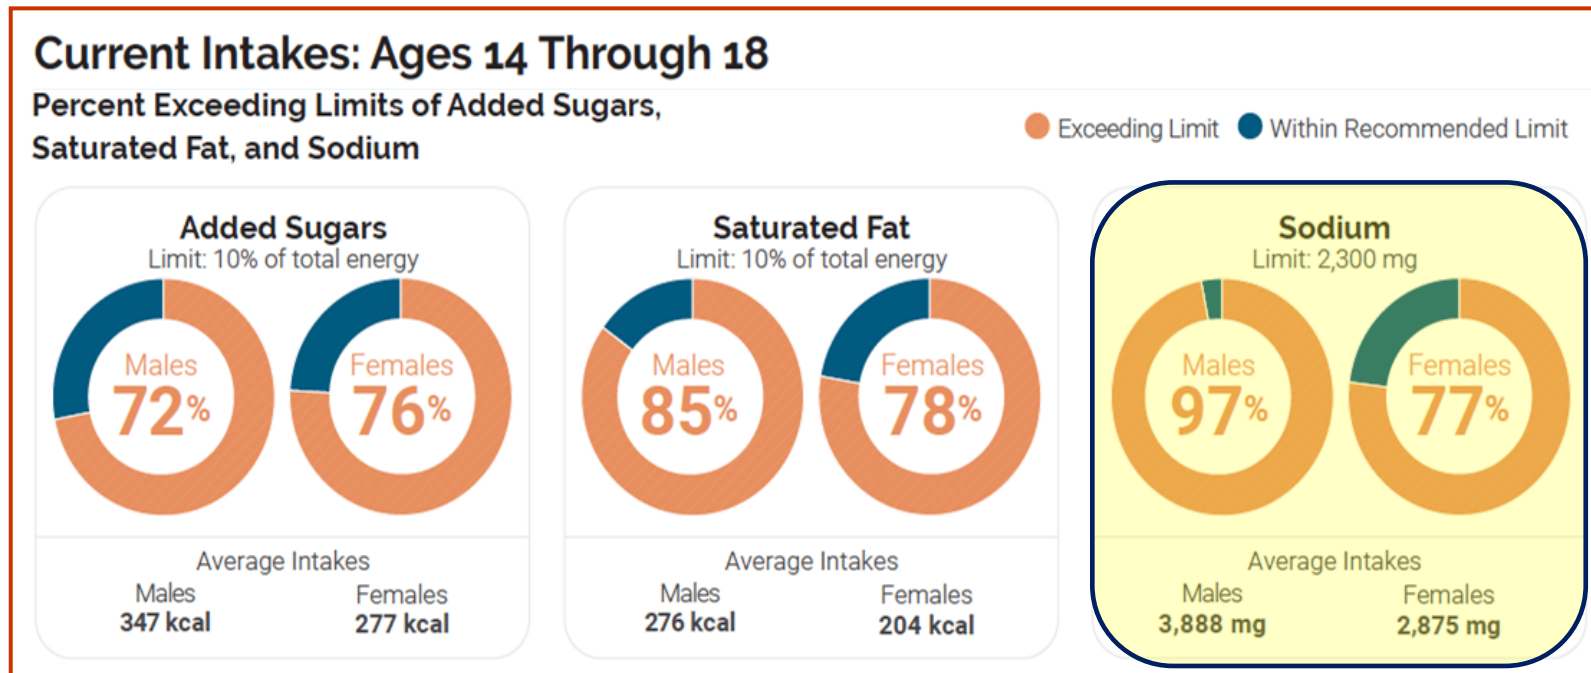 Current Intakes: Ages 14 Through 18
Percent Exceeding Limits of Added Sugars,
Saturated Fat, and Sodium
Exceeding Limit
Within Recommended Limit
Added Sugars
Limit: 10% of total energy
Males
72%
Females
76%
Average Intakes
Males
347 kcal
Females
277 kcal
Saturated Fat
Limit: 10% of total energy
Males
85%
Females
78%
Average Intakes
Males
276 kcal
Females
204 kcal
Sodium
Limit: 2,300 mg
Males
97%
Females
77%
Average Intakes
Males
3,888 mg
Females
2,875 mg